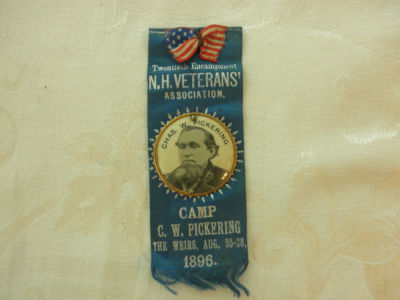 Twentieth Encampment
N.H. VETERANS'
ASSOCIATION,
CHAS. W. PICKERING
CAMP
C. W. PICKERING
THE WEIRS, AUG. 25-28,
1896.